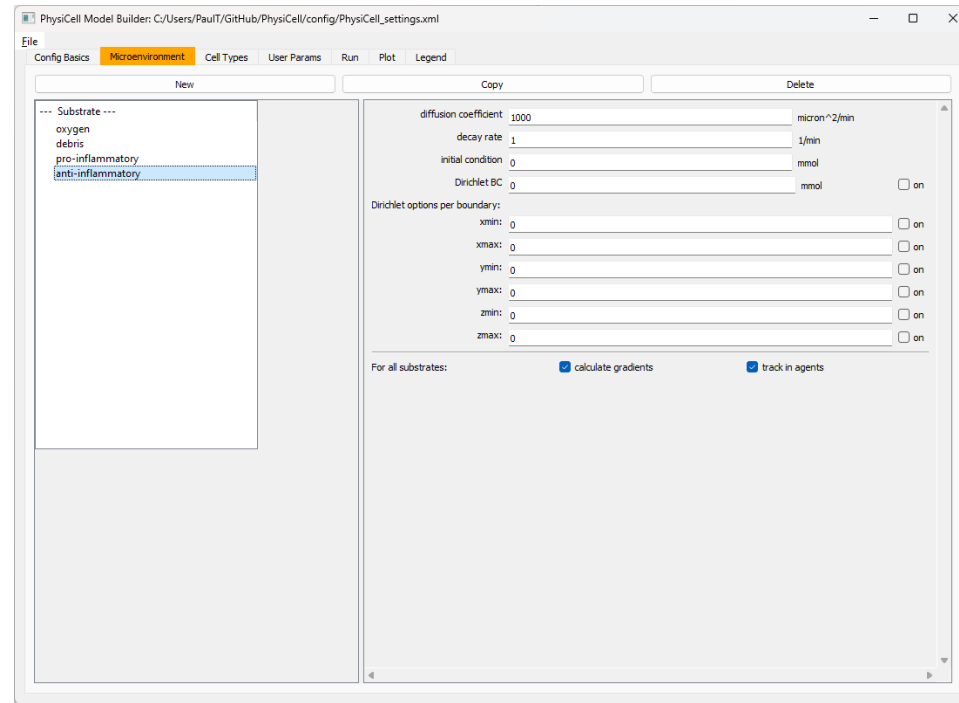 PhysiCell Model Builder: C:/Users/PaulT/GitHub/PhysiCell/config/PhysiCell_settings.xml
File
Config Basics Microenvironment Cell Types User Params Run Plot Legend
New Copy Delete
--- Substrate ---
oxygen
debris
pro-inflammatory
anti-inflammatory
diffusion coefficient 1000 micron^2/min
decay rate 1 1/min
initial condition 0 mmol
Dirichlet BC 0 mmol on
Dirichlet options per boundary:
xmin: 0 on
xmax: 0 on
ymin: 0 on
ymax: 0 on
zmin: 0 on
zmax: 0 on
For all substrates: calculate gradients track in agents